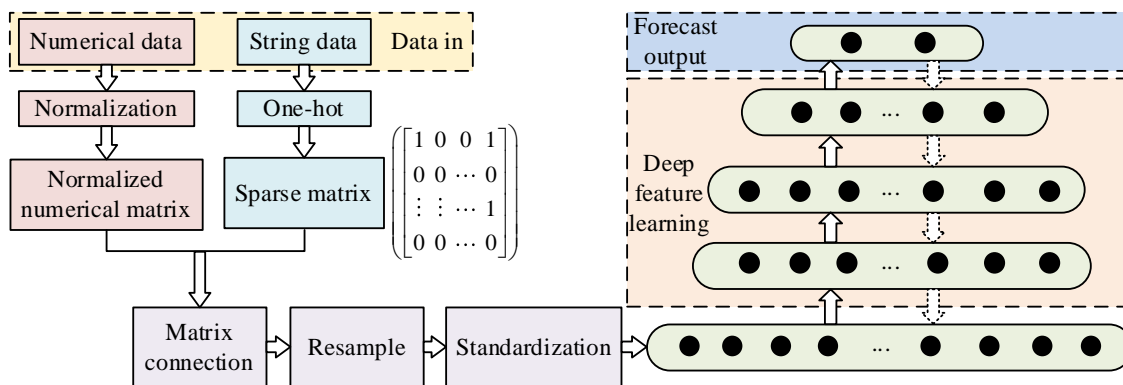 Numerical data
String data
Data in
Normalization
One-hot
Normalized
numerical matrix
Sparse matrix
1 0 0 1
0 0 ⋯ 0
⋮ ⋮ ⋯ 1
0 0 ⋯ 0
Matrix
connection
Resample
Standardization
Forecast
output
...
Deep
feature
learning
...
...
...